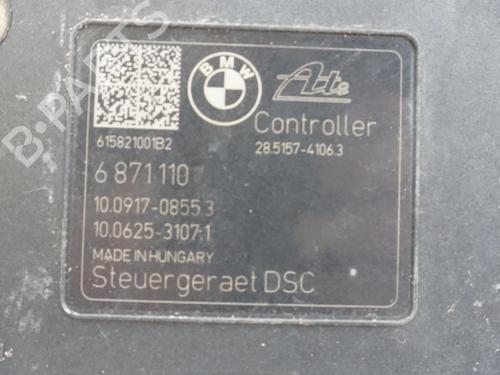 BMW
Ate
Controller
615821001B2
28.5157-4106.3
6 871 110
10.0917-0855.3
10.0625-3107.1
MADE IN HUNGARY
Steuergeraet DSC
B-PARTS